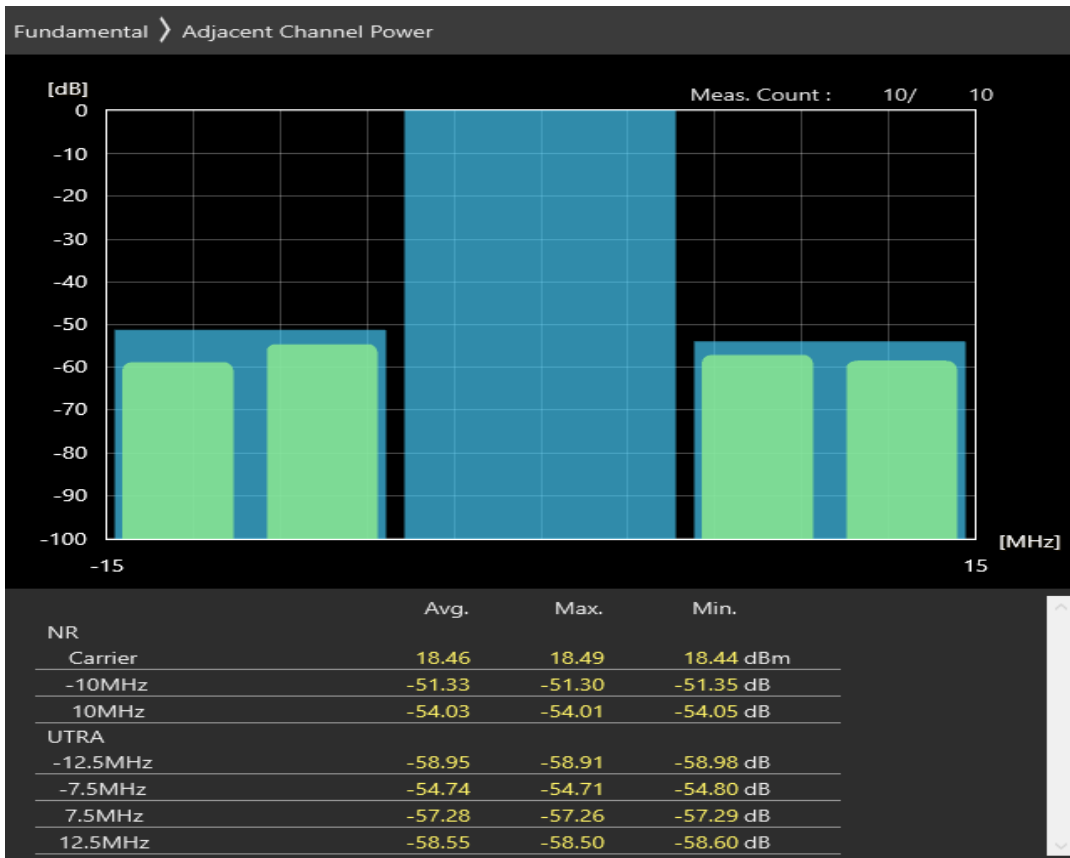 Fundamental 》 Adjacent Channel Power
[dB]
Meas. Count : 10/ 10
0
-10
-20
-30
-40
-50
-60
-70
-80
-90
-100
[MHz]
-15 15
Avg. Max. Min.
NR
Carrier 18.46 18.49 18.44 dBm
-10MHz -51.33 -51.30 -51.35 dB
10MHz -54.03 -54.01 -54.05 dB
UTRA
-12.5MHz -58.95 -58.91 -58.98 dB
-7.5MHz -54.74 -54.71 -54.80 dB
7.5MHz -57.28 -57.26 -57.29 dB
12.5MHz -58.55 -58.50 -58.60 dB